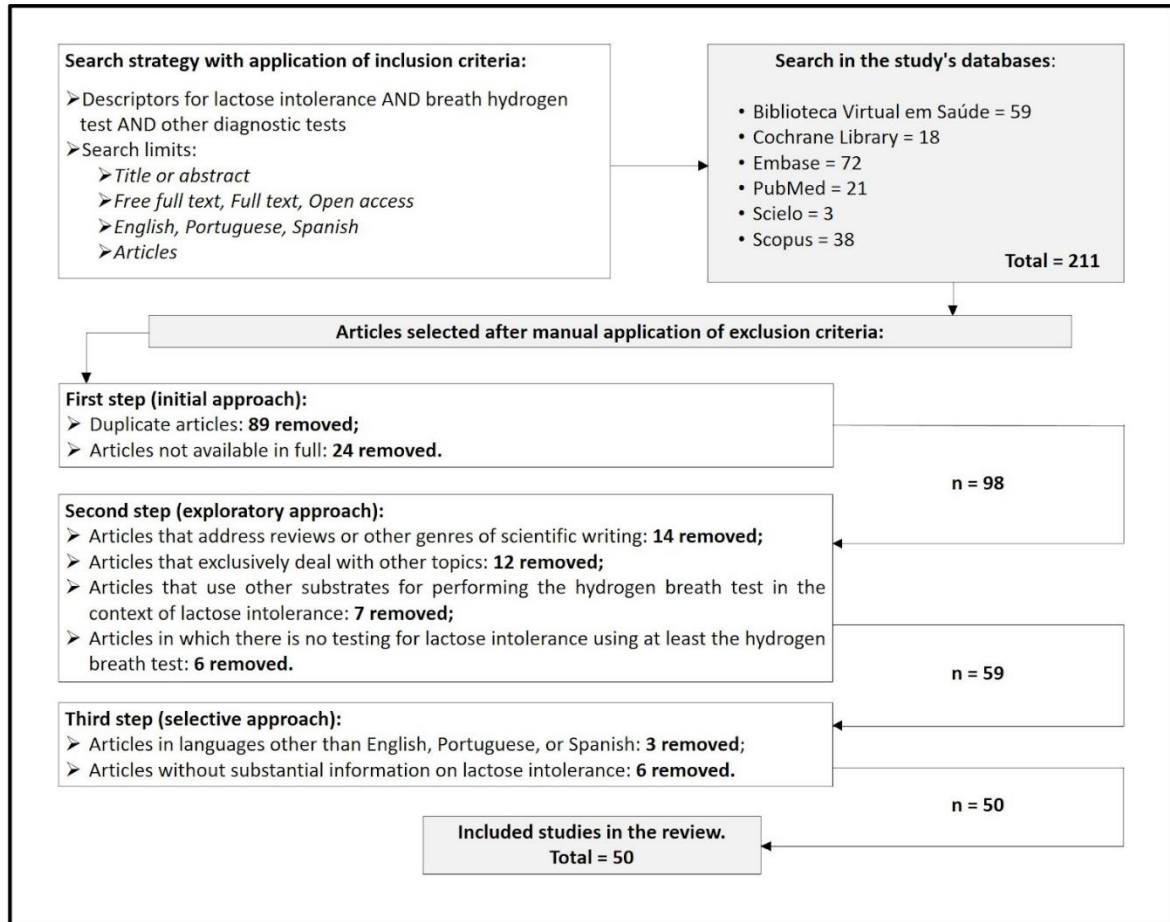 Search strategy with application of inclusion criteria:
➤Descriptors for lactose intolerance AND breath hydrogen
test AND other diagnostic tests
➤Search limits:
➤Title or abstract
➤Free full text, Full text, Open access
➤English, Portuguese, Spanish
➤Articles
Search in the study's databases:
• Biblioteca Virtual em Saúde = 59
• Cochrane Library = 18
• Embase = 72
• PubMed = 21
• Scielo = 3
• Scopus = 38
Total = 211
Articles selected after manual application of exclusion criteria:
First step (initial approach):
➤ Duplicate articles: 89 removed;
➤ Articles not available in full: 24 removed.
n = 98
Second step (exploratory approach):
➤ Articles that address reviews or other genres of scientific writing: 14 removed;
➤ Articles that exclusively deal with other topics: 12 removed;
➤ Articles that use other substrates for performing the hydrogen breath test in the
context of lactose intolerance: 7 removed;
➤ Articles in which there is no testing for lactose intolerance using at least the hydrogen
breath test: 6 removed.
n = 59
Third step (selective approach):
➤ Articles in languages other than English, Portuguese, or Spanish: 3 removed;
➤ Articles without substantial information on lactose intolerance: 6 removed.
n = 50
Included studies in the review.
Total = 50